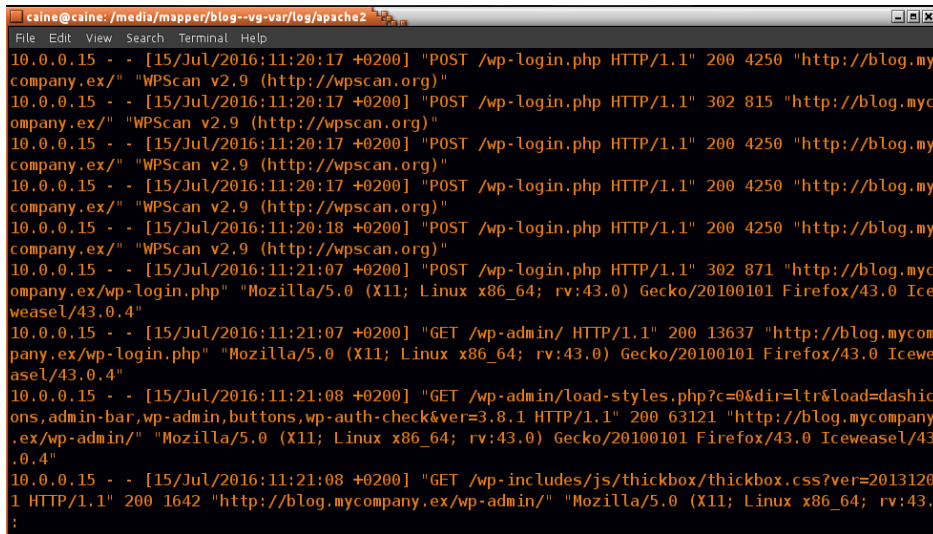 caine@caine: /media/mapper/blog--vg-var/log/apache2
File Edit View Search Terminal Help
10.0.0.15 - - [15/Jul/2016:11:20:17 +0200] "POST /wp-login.php HTTP/1.1" 200 4250 "http://blog.my
company.ex/" "WPScan v2.9 (http://wpscan.org)"
10.0.0.15 - - [15/Jul/2016:11:20:17 +0200] "POST /wp-login.php HTTP/1.1" 302 815 "http://blog.myc
ompany.ex/" "WPScan v2.9 (http://wpscan.org)"
10.0.0.15 - - [15/Jul/2016:11:20:17 +0200] "POST /wp-login.php HTTP/1.1" 200 4250 "http://blog.my
company.ex/" "WPScan v2.9 (http://wpscan.org)"
10.0.0.15 - - [15/Jul/2016:11:20:17 +0200] "POST /wp-login.php HTTP/1.1" 200 4250 "http://blog.my
company.ex/" "WPScan v2.9 (http://wpscan.org)"
10.0.0.15 - - [15/Jul/2016:11:20:18 +0200] "POST /wp-login.php HTTP/1.1" 200 4250 "http://blog.my
company.ex/" "WPScan v2.9 (http://wpscan.org)"
10.0.0.15 - - [15/Jul/2016:11:21:07 +0200] "POST /wp-login.php HTTP/1.1" 302 871 "http://blog.myc
ompany.ex/wp-login.php" "Mozilla/5.0 (X11; Linux x86_64; rv:43.0) Gecko/20100101 Firefox/43.0 Ice
weasel/43.0.4"
10.0.0.15 - - [15/Jul/2016:11:21:07 +0200] "GET /wp-admin/ HTTP/1.1" 200 13637 "http://blog.mycom
pany.ex/wp-login.php" "Mozilla/5.0 (X11; Linux x86_64; rv:43.0) Gecko/20100101 Firefox/43.0 Icewe
asel/43.0.4"
10.0.0.15 - - [15/Jul/2016:11:21:08 +0200] "GET /wp-admin/load-styles.php?c=0&dir=ltr&load=dashic
ons,admin-bar,wp-admin,buttons,wp-auth-check&ver=3.8.1 HTTP/1.1" 200 63121 "http://blog.mycompany
.ex/wp-admin/" "Mozilla/5.0 (X11; Linux x86_64; rv:43.0) Gecko/20100101 Firefox/43.0 Iceweasel/43
.0.4"
10.0.0.15 - - [15/Jul/2016:11:21:08 +0200] "GET /wp-includes/js/thickbox/thickbox.css?ver=2013120
1 HTTP/1.1" 200 1642 "http://blog.mycompany.ex/wp-admin/" "Mozilla/5.0 (X11; Linux x86_64; rv:43.
: